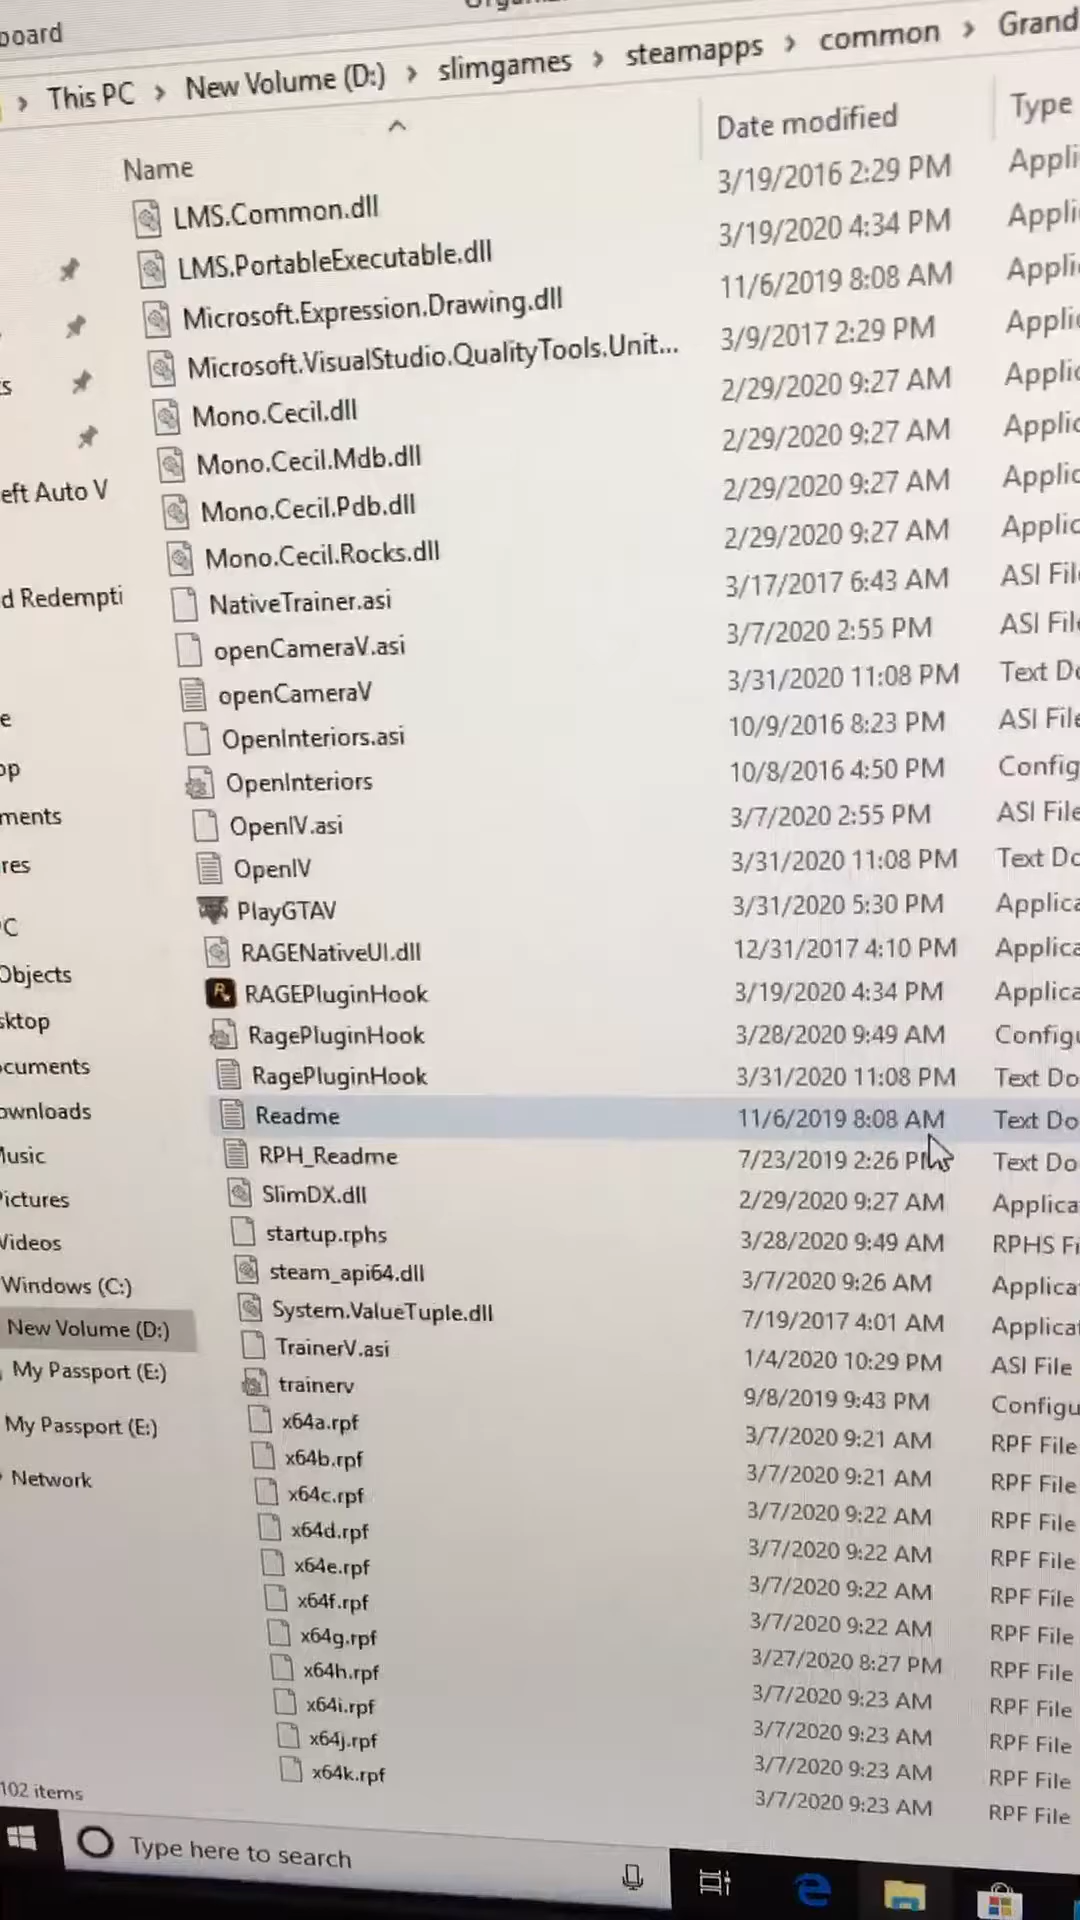 board
This PC > New Volume (D:) > slimgames > steamapps > common > Grand
Name Date modified Type
LMS.Common.dll 3/19/2016 2:29 PM Appli
LMS.PortableExecutable.dll 3/19/2020 4:34 PM Appli
Microsoft.Expression.Drawing.dll 11/6/2019 8:08 AM Appli
Microsoft.VisualStudio.QualityTools.Unit... 3/9/2017 2:29 PM Appli
Mono.Cecil.dll 2/29/2020 9:27 AM Applic
Mono.Cecil.Mdb.dll 2/29/2020 9:27 AM Applic
Mono.Cecil.Pdb.dll 2/29/2020 9:27 AM Applic
Mono.Cecil.Rocks.dll 2/29/2020 9:27 AM Applic
NativeTrainer.asi 3/17/2017 6:43 AM ASI File
openCameraV.asi 3/7/2020 2:55 PM ASI File
openCameraV 3/31/2020 11:08 PM Text Do
OpenInteriors.asi 10/9/2016 8:23 PM ASI File
OpenInteriors 10/8/2016 4:50 PM Config
OpenIV.asi 3/7/2020 2:55 PM ASI File
OpenIV 3/31/2020 11:08 PM Text Do
PlayGTAV 3/31/2020 5:30 PM Applica
RAGENativeUI.dll 12/31/2017 4:10 PM Applica
RAGEPluginHook 3/19/2020 4:34 PM Applica
RagePluginHook 3/28/2020 9:49 AM Configu
RagePluginHook 3/31/2020 11:08 PM Text Do
Readme 11/6/2019 8:08 AM Text Do
RPH_Readme 7/23/2019 2:26 PM Text Do
SlimDX.dll 2/29/2020 9:27 AM Applica
startup.rphs 3/28/2020 9:49 AM RPHS Fi
steam_api64.dll 3/7/2020 9:26 AM Applica
System.ValueTuple.dll 7/19/2017 4:01 AM Applicat
TrainerV.asi 1/4/2020 10:29 PM ASI File
trainerv 9/8/2019 9:43 PM Configu
x64a.rpf 3/7/2020 9:21 AM RPF File
x64b.rpf 3/7/2020 9:21 AM RPF File
x64c.rpf 3/7/2020 9:22 AM RPF File
x64d.rpf 3/7/2020 9:22 AM RPF File
x64e.rpf 3/7/2020 9:22 AM RPF File
x64f.rpf 3/7/2020 9:22 AM RPF File
x64g.rpf 3/27/2020 8:27 PM RPF File
x64h.rpf 3/7/2020 9:23 AM RPF File
x64i.rpf 3/7/2020 9:23 AM RPF File
x64j.rpf 3/7/2020 9:23 AM RPF File
x64k.rpf 3/7/2020 9:23 AM RPF File
ts
eft Auto V
d Redempti
e
op
ments
res
PC
Objects
sktop
ocuments
ownloads
Music
Pictures
Videos
Windows (C:)
New Volume (D:)
My Passport (E:)
My Passport (E:)
Network
102 items
Type here to search